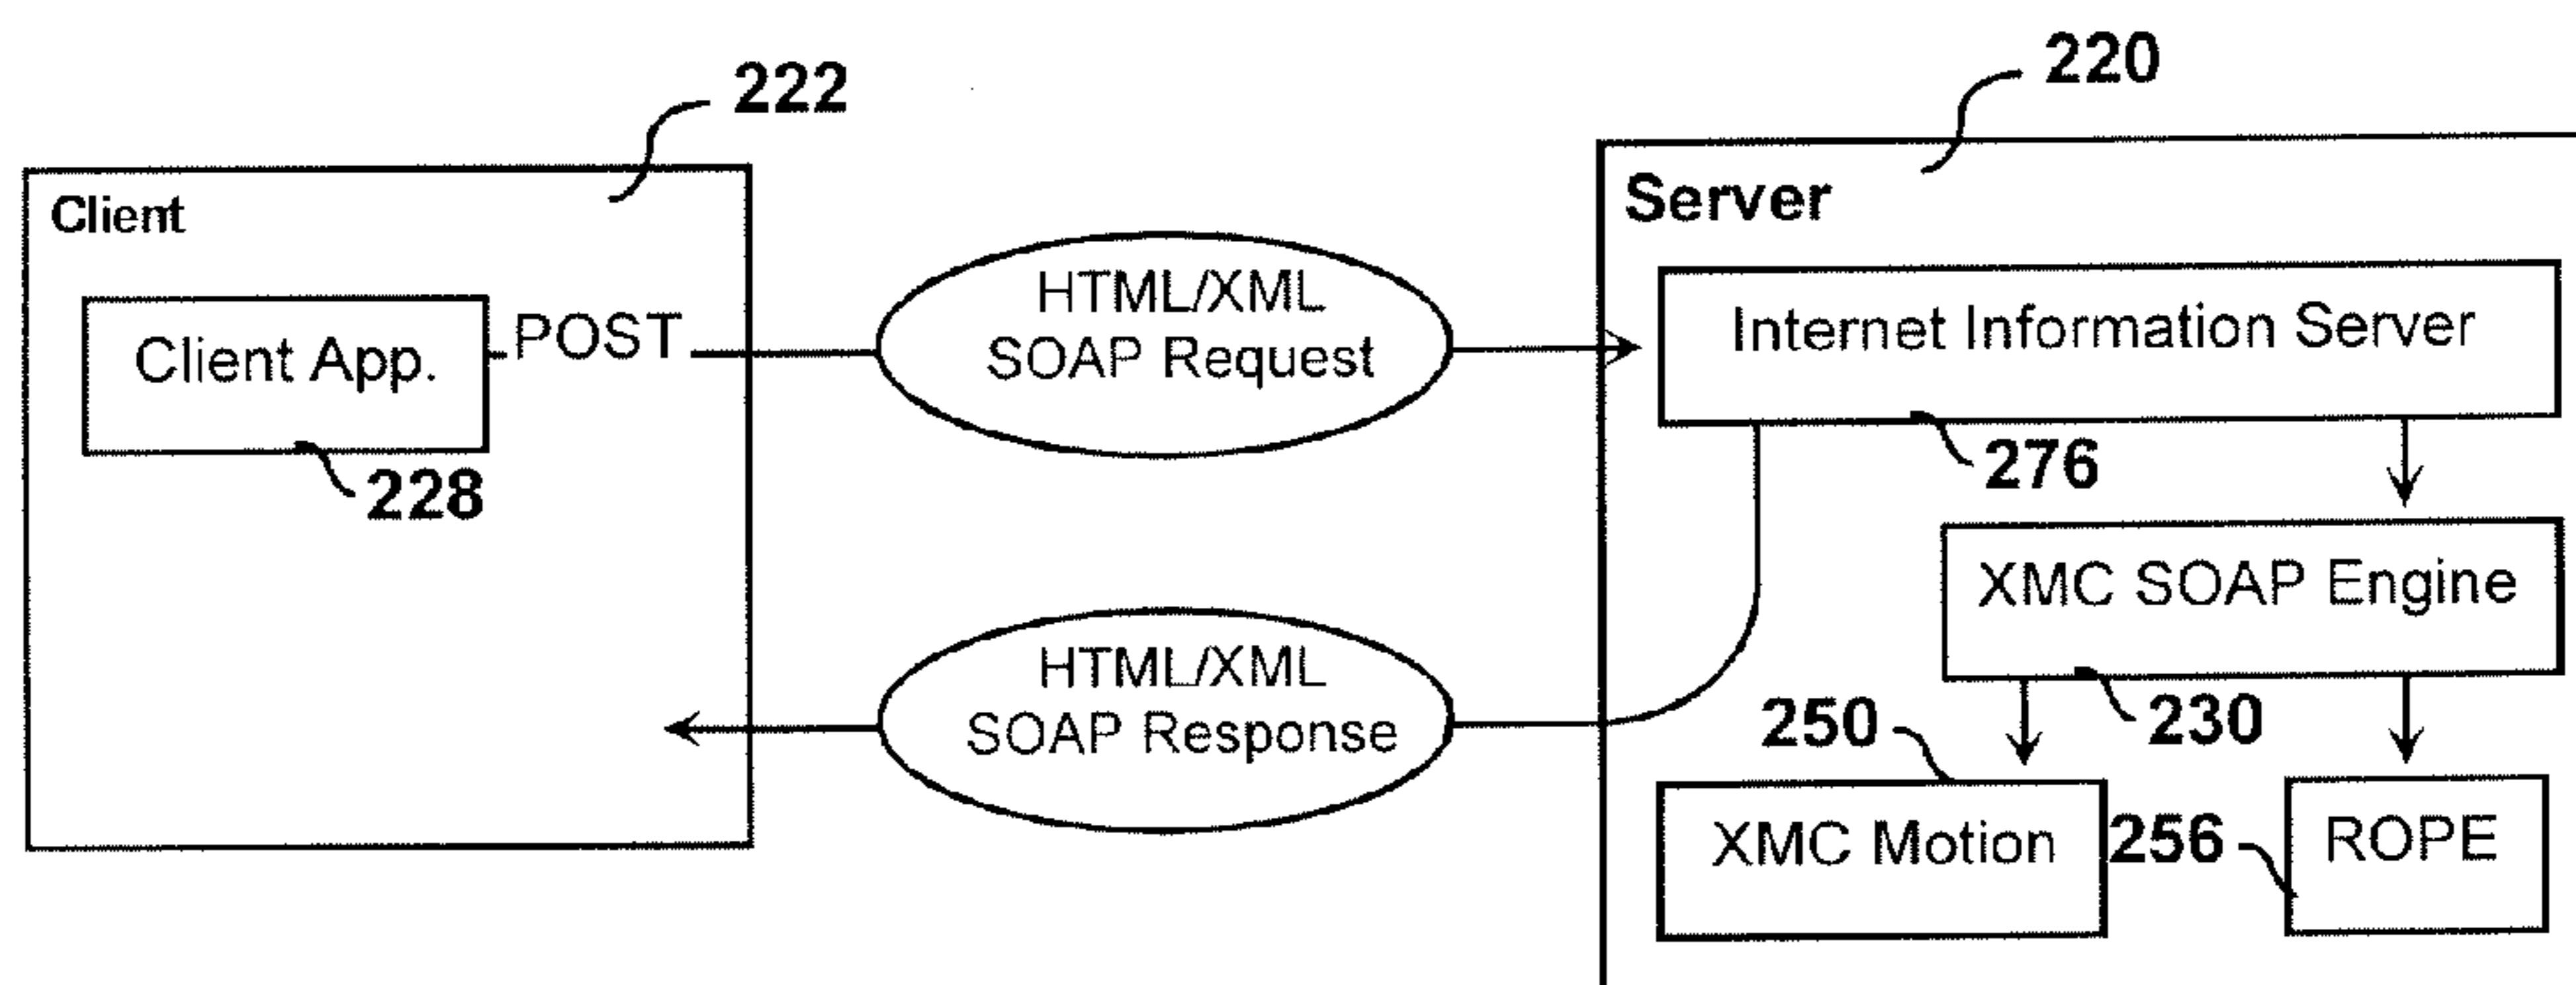 222
220
Client
Server
Client App.
POST
228
HTML/XML
SOAP Request
Internet Information Server
276
XMC SOAP Engine
230
HTML/XML
SOAP Response
250
XMC Motion
256
ROPE